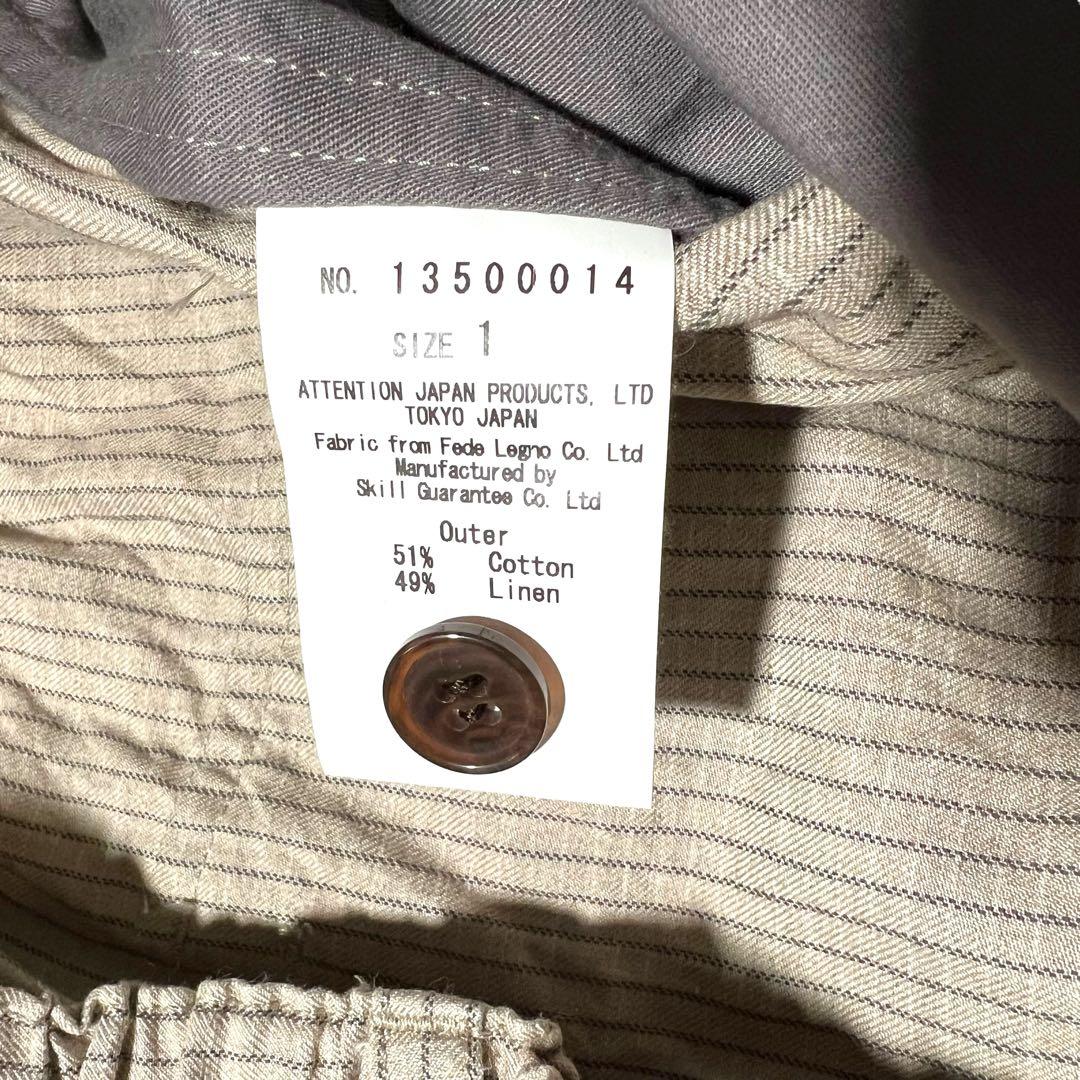 NO. 13500014
SIZE 1
ATTENTION JAPAN PRODUCTS, LTD
TOKYO JAPAN
Fabric from Fede Legno Co. Ltd
Manufactured by
Skill Guarantee Co. Ltd
Outer
51% Cotton
49% Linen